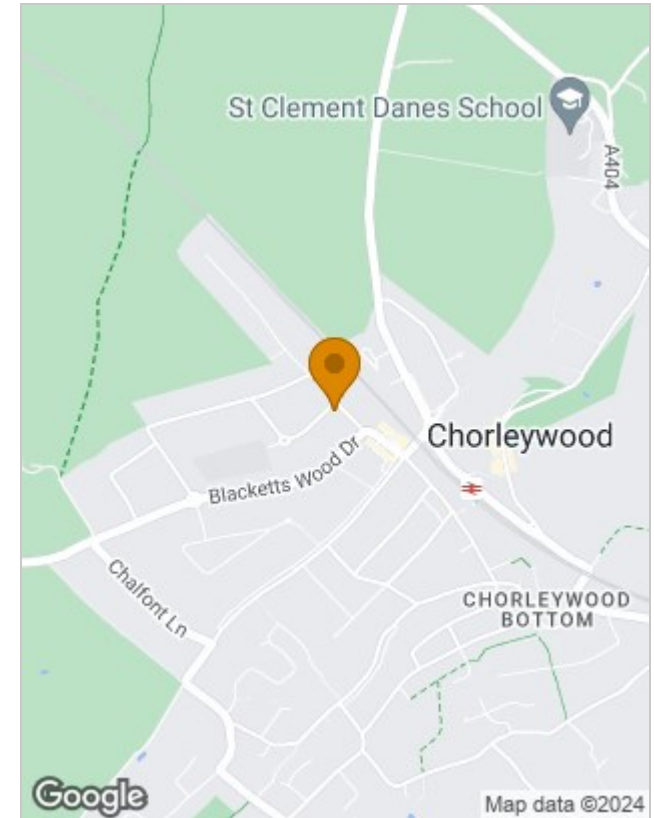 St Clement Danes School
A404
Chorleywood
Blacketts Wood Dr
Chalfont Ln
CHORLEYWOOD
BOTTOM
Google
Map data ©2024